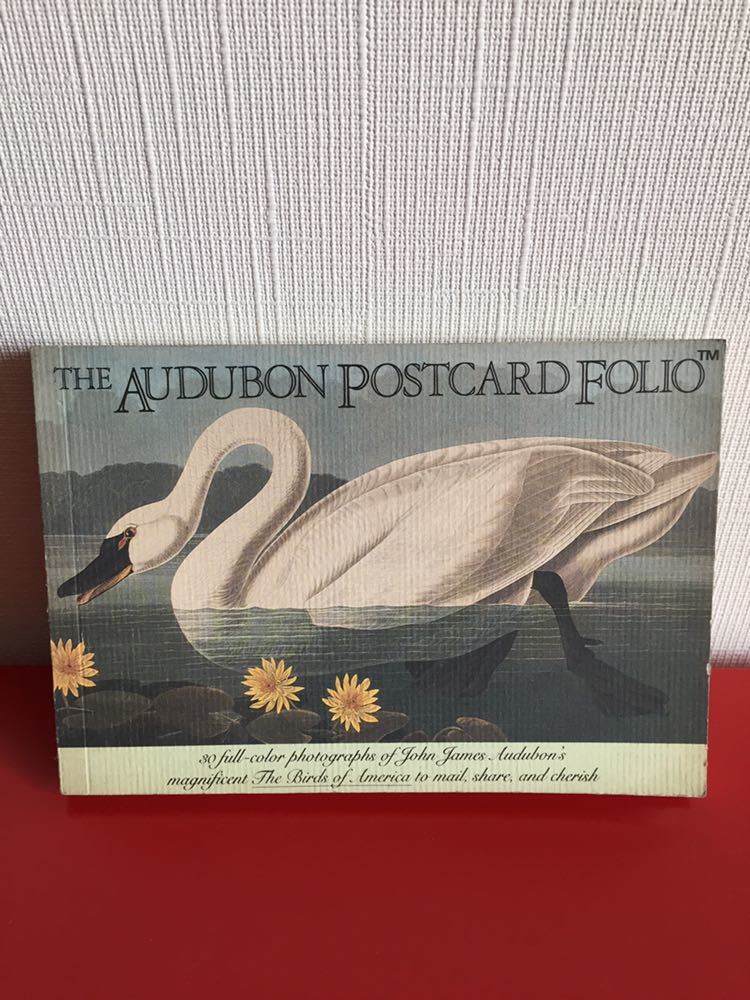 THE AUDUBON POSTCARD FOLIO™
30 full-color photographs of John James Audubon's
magnificent The Birds of America to mail, share, and cherish